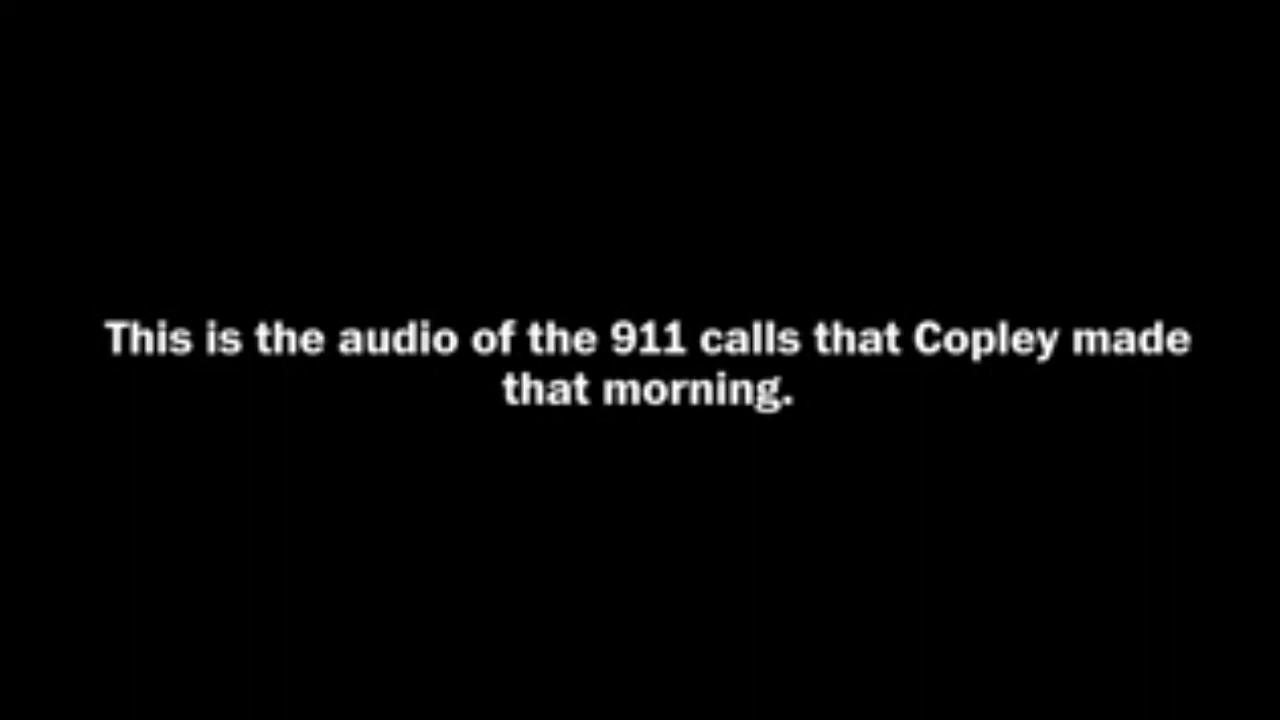 This is the audio of the 911 calls that Copley made
that morning.